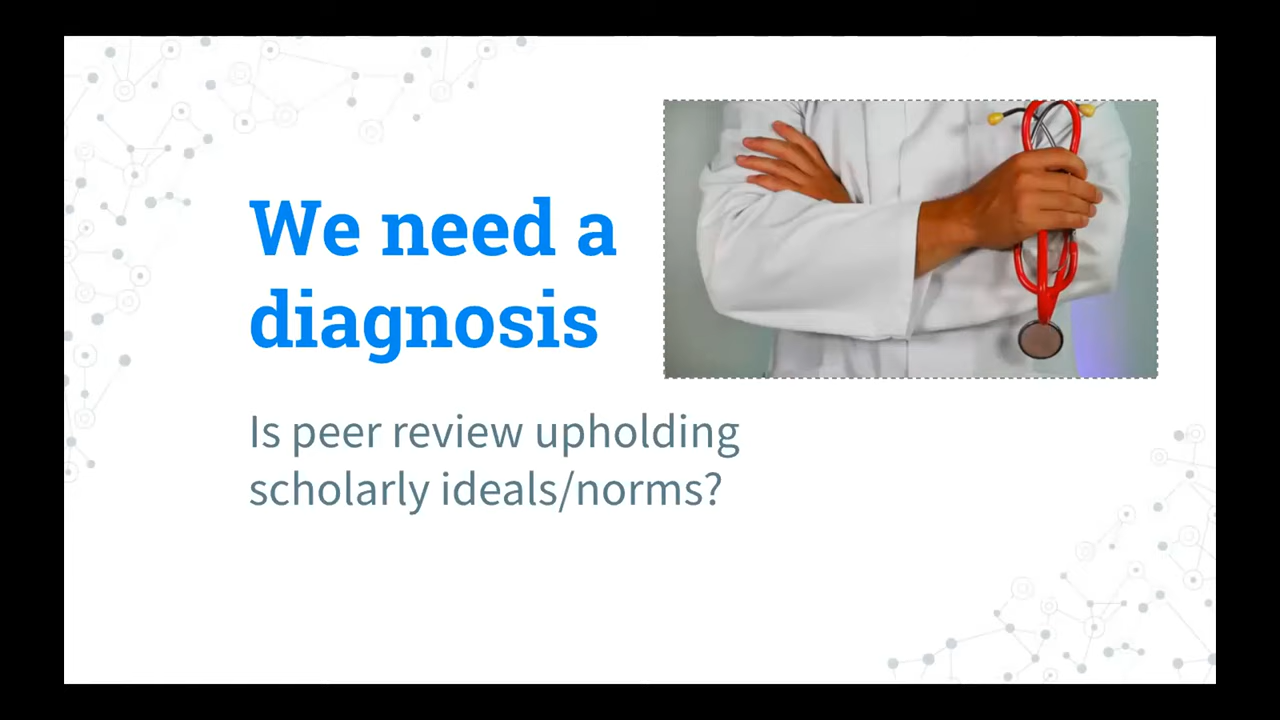 We need a
diagnosis
Is peer review upholding
scholarly ideals/norms?